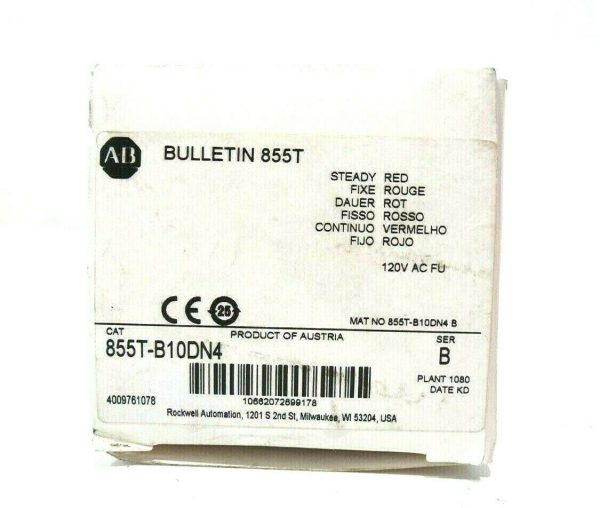 AB
BULLETIN 855T
STEADY RED
FIXE ROUGE
DAUER ROT
FISSO ROSSO
CONTINUO VERMELHO
FIJO ROJO
120V AC FU
CE 25
MAT NO 855T-B10DN4 B
CAT
PRODUCT OF AUSTRIA
SER
855T-B10DN4
B
PLANT 1080
DATE KD
4009761078
10662072699178
Rockwell Automation, 1201 S 2nd St, Milwaukee, WI 53204, USA